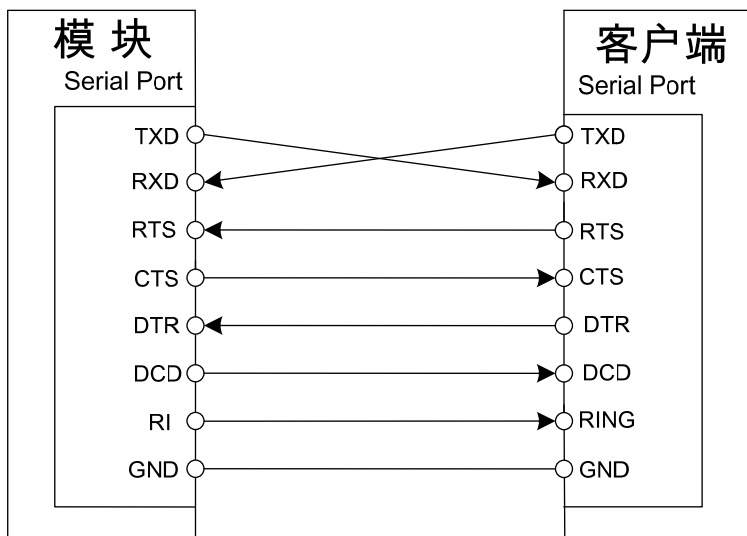 模 块
Serial Port
TXD
RXD
RTS
CTS
DTR
DCD
RI
GND
客户端
Serial Port
TXD
RXD
RTS
CTS
DTR
DCD
RING
GND